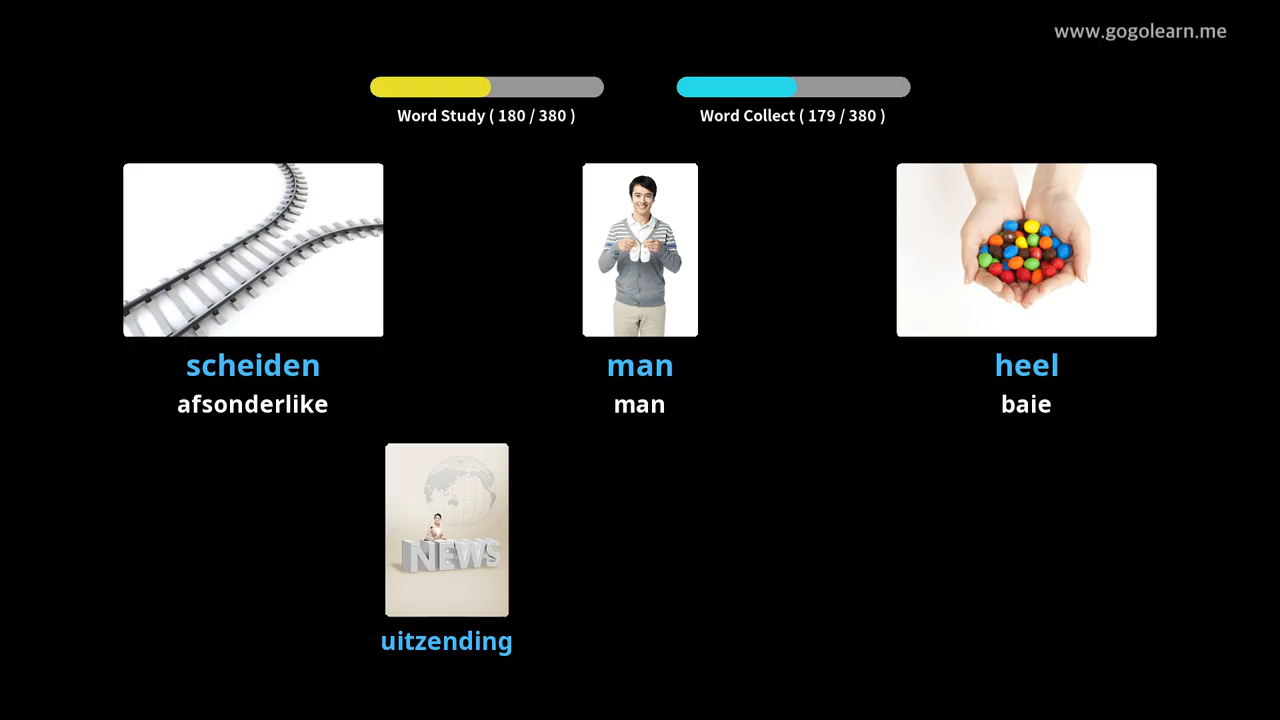 www.gogolearn.me
Word Study ( 180 / 380 )
Word Collect ( 179 / 380 )
scheiden
afsonderlike
man
man
heel
baie
NEWS
uitzending